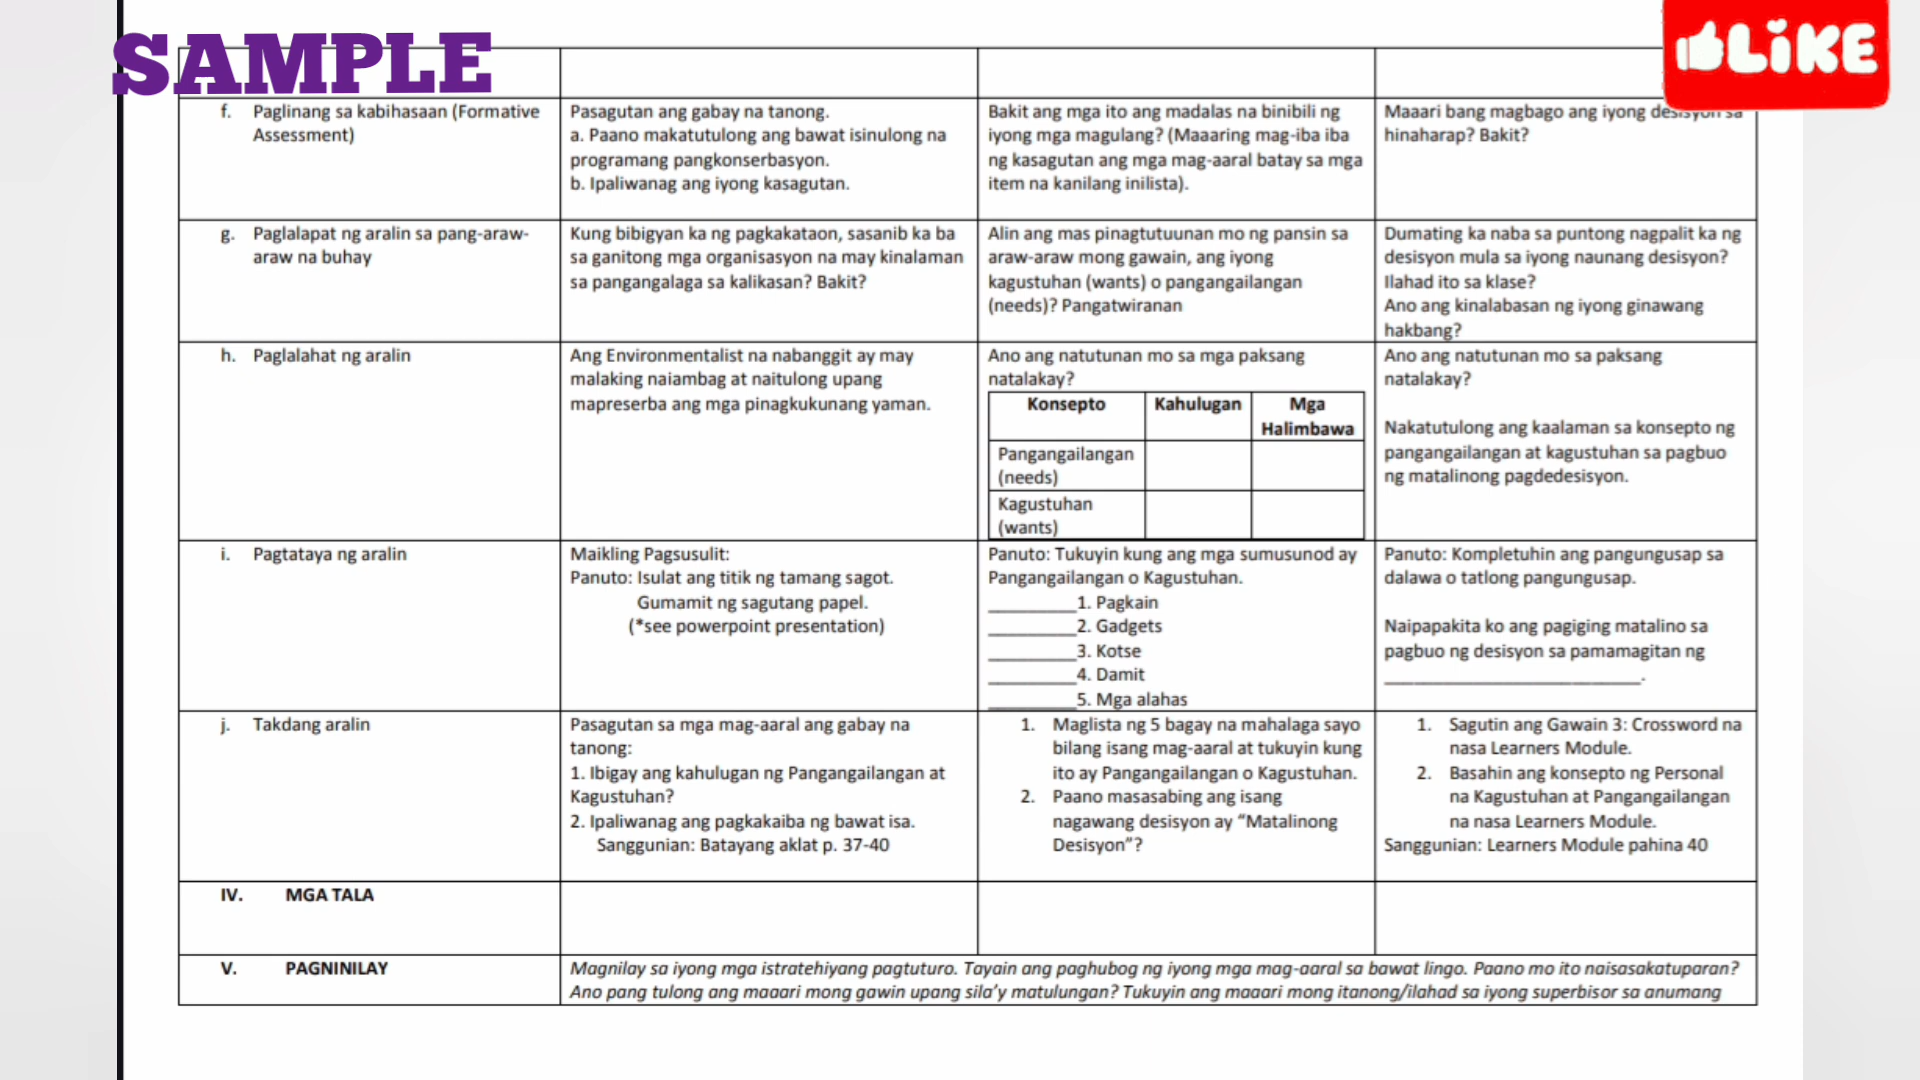 SAMPLE
LiKE
f. Paglinang sa kabihasaan (Formative
Assessment)
Pasagutan ang gabay na tanong.
a. Paano makatutulong ang bawat isinulong na
programang pangkonserbasyon.
b. Ipaliwanag ang iyong kasagutan.
Bakit ang mga ito ang madalas na binibili ng
iyong mga magulang? (Maaaring mag-iba iba
ng kasagutan ang mga mag-aaral batay sa mga
item na kanilang inilista).
Maaari bang magbago ang iyong desisyon sa
hinaharap? Bakit?
g. Paglalapat ng aralin sa pang-araw-
araw na buhay
Kung bibigyan ka ng pagkakataon, sasanib ka ba
sa ganitong mga organisasyon na may kinalaman
sa pangangalaga sa kalikasan? Bakit?
Alin ang mas pinagtutuunan mo ng pansin sa
araw-araw mong gawain, ang iyong
kagustuhan (wants) o pangangailangan
(needs)? Pangatwiranan
Dumating ka naba sa puntong nagpalit ka ng
desisyon mula sa iyong naunang desisyon?
Ilahad ito sa klase?
Ano ang kinalabasan ng iyong ginawang
hakbang?
h. Paglalahat ng aralin
Ang Environmentalist na nabanggit ay may
malaking naiambag at naitulong upang
mapreserba ang mga pinagkukunang yaman.
Ano ang natutunan mo sa mga paksang
natalakay?
Konsepto Kahulugan Mga
Halimbawa
Pangangailangan
(needs)
Kagustuhan
(wants)
Ano ang natutunan mo sa paksang
natalakay?
Nakatutulong ang kaalaman sa konsepto ng
pangangailangan at kagustuhan sa pagbuo
ng matalinong pagdedesisyon.
i. Pagtataya ng aralin
Maikling Pagsusulit:
Panuto: Isulat ang titik ng tamang sagot.
Gumamit ng sagutang papel.
(*see powerpoint presentation)
Panuto: Tukuyin kung ang mga sumusunod ay
Pangangailangan o Kagustuhan.
_________1. Pagkain
_________2. Gadgets
_________3. Kotse
_________4. Damit
_________5. Mga alahas
Panuto: Kompletuhin ang pangungusap sa
dalawa o tatlong pangungusap.
Naipapakita ko ang pagiging matalino sa
pagbuo ng desisyon sa pamamagitan ng
__________________________.
j. Takdang aralin
Pasagutan sa mga mag-aaral ang gabay na
tanong:
1. Ibigay ang kahulugan ng Pangangailangan at
Kagustuhan?
2. Ipaliwanag ang pagkakaiba ng bawat isa.
Sanggunian: Batayang aklat p. 37-40
1. Maglista ng 5 bagay na mahalaga sayo
bilang isang mag-aaral at tukuyin kung
ito ay Pangangailangan o Kagustuhan.
2. Paano masasabing ang isang
nagawang desisyon ay “Matalinong
Desisyon”?
1. Sagutin ang Gawain 3: Crossword na
nasa Learners Module.
2. Basahin ang konsepto ng Personal
na Kagustuhan at Pangangailangan
na nasa Learners Module.
Sanggunian: Learners Module pahina 40
IV. MGA TALA
V. PAGNINILAY
Magnilay sa iyong mga istratehiyang pagtuturo. Tayain ang paghubog ng iyong mga mag-aaral sa bawat lingo. Paano mo ito naisasakatuparan?
Ano pang tulong ang maaari mong gawin upang sila’y matulungan? Tukuyin ang maaari mong itanong/ilahad sa iyong superbisor sa anumang